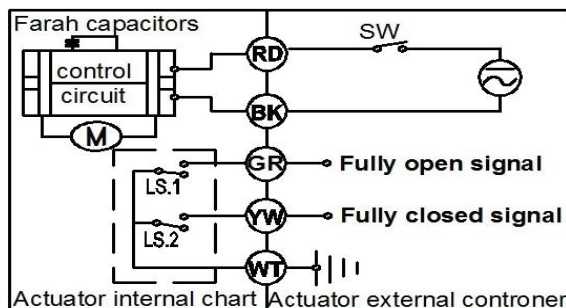 Farah capacitors
control
circuit
M
LS.1
LS.2
RD
BK
GR
YW
WT
SW
Fully open signal
Fully closed signal
Actuator internal chart
Actuator external controner